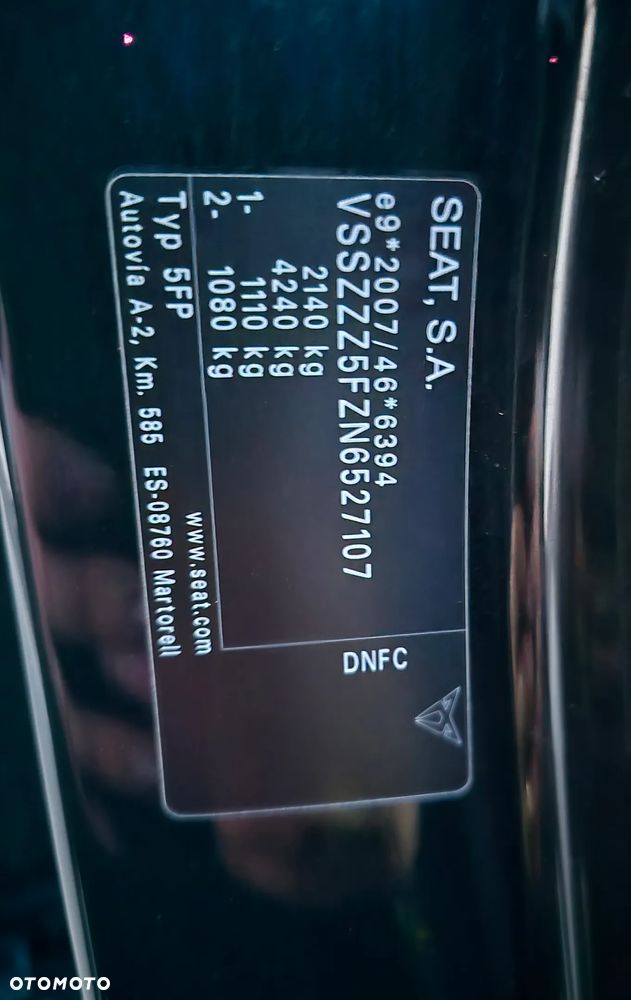 SEAT, S.A.
e9*2007/46*6394
VSSZZZ5FZN6527107
DNFC
2140 kg
4240 kg
1- 1110 kg
2- 1080 kg
Typ 5FP
www.seat.com
Autovía A-2, Km. 585 ES-08760 Martorell
OTOMOTO